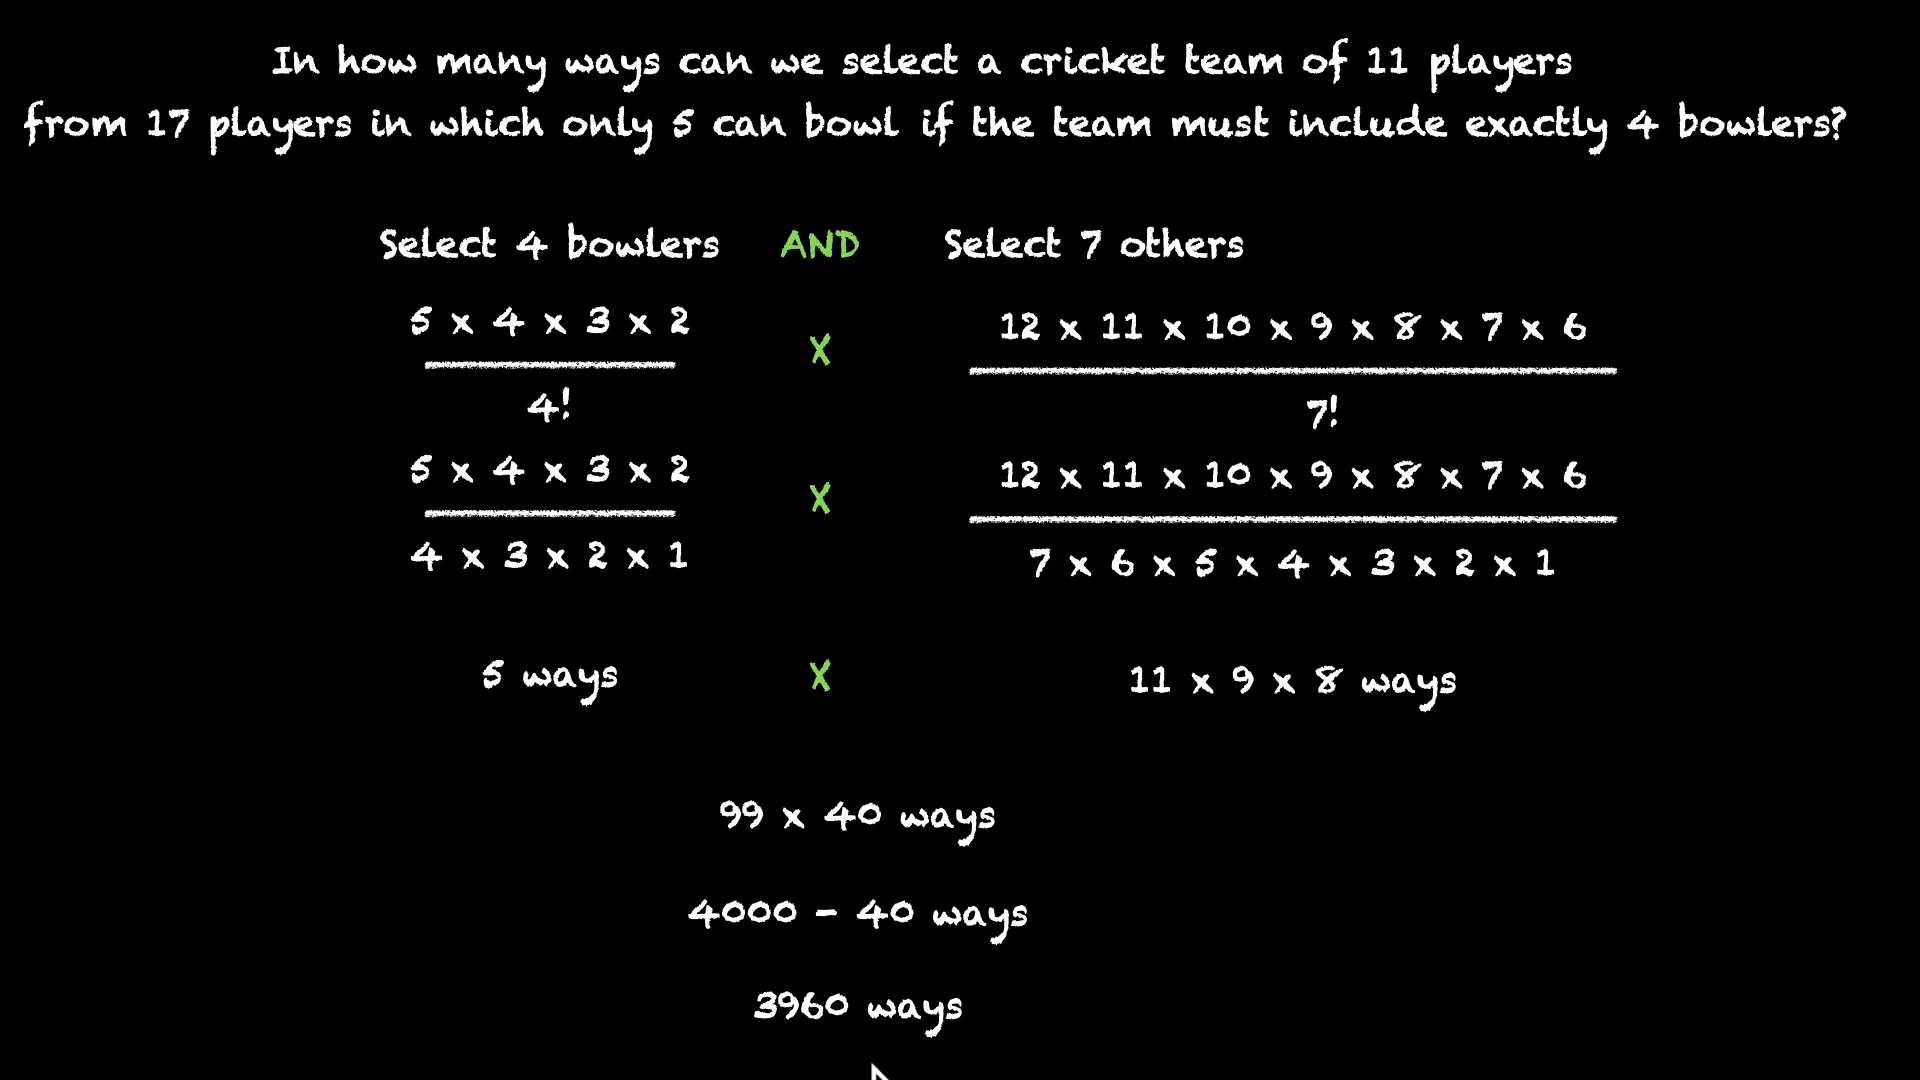 In how many ways can we select a cricket team of 11 players
from 17 players in which only 5 can bowl if the team must include exactly 4 bowlers?
Select 4 bowlers AND Select 7 others
5 x 4 x 3 x 2 X 12 x 11 x 10 x 9 x 8 x 7 x 6
4! 7!
5 x 4 x 3 x 2 X 12 x 11 x 10 x 9 x 8 x 7 x 6
4 x 3 x 2 x 1 7 x 6 x 5 x 4 x 3 x 2 x 1
5 ways X 11 x 9 x 8 ways
99 x 40 ways
4000 - 40 ways
3960 ways